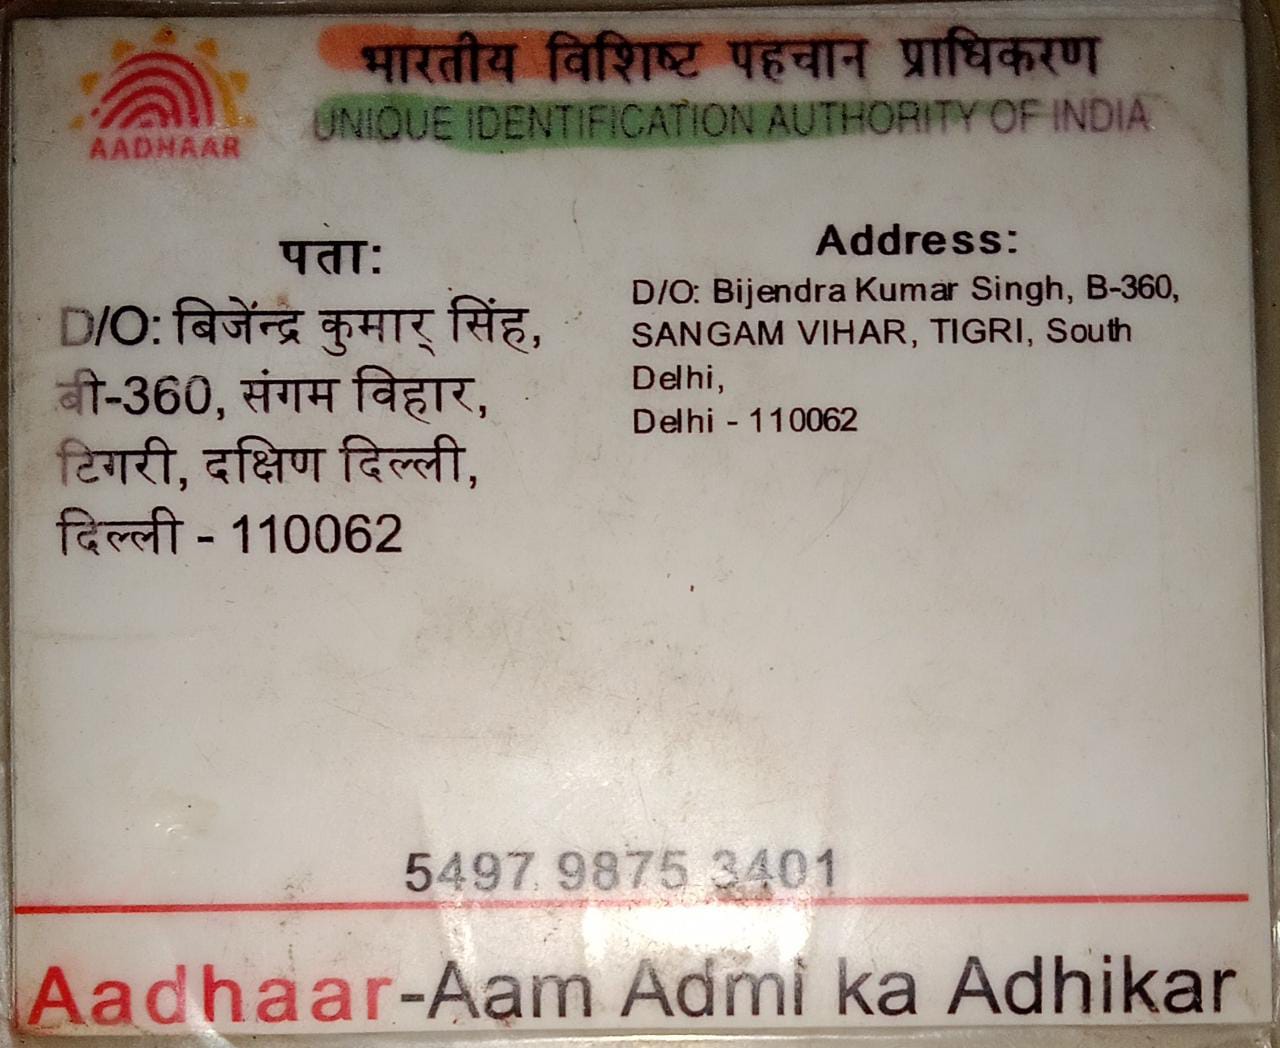 AADHAAR
भारतीय विशिष्ट पहचान प्राधिकरण
UNIQUE IDENTIFICATION AUTHORITY OF INDIA
पता:
D/O: बिजेंन्द्र कुमार् सिंह,
बी-360, संगम विहार,
टिगरी, दक्षिण दिल्ली,
दिल्ली - 110062
Address:
D/O: Bijendra Kumar Singh, B-360,
SANGAM VIHAR, TIGRI, South
Delhi,
Delhi - 110062
5497 9875 3401
Aadhaar-Aam Admi ka Adhikar